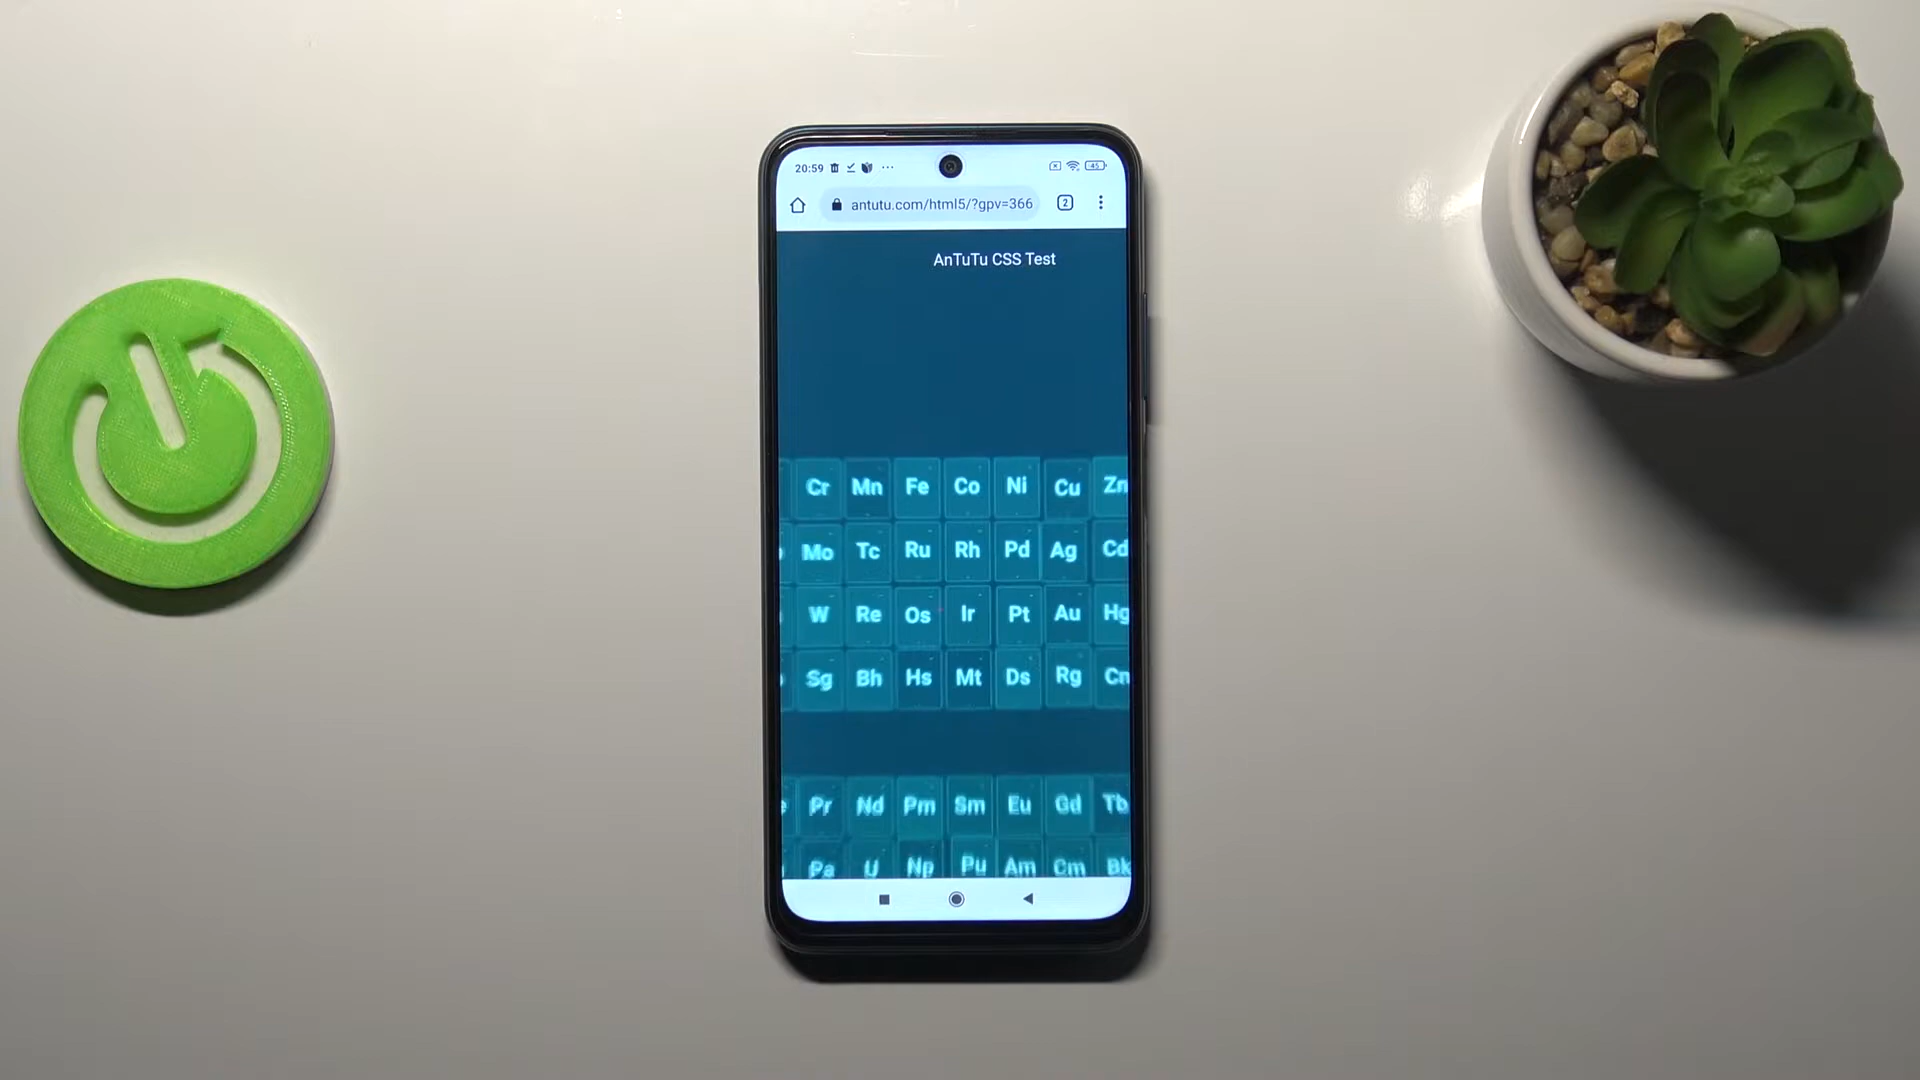 20:59 ... 45
antutu.com/html5/?gpv=366 2
AnTuTu CSS Test
Cr Mn Fe Co Ni Cu Zn
Mo Tc Ru Rh Pd Ag Cd
W Re Os Ir Pt Au Hg
Sg Bh Hs Mt Ds Rg Cn
Pr Nd Pm Sm Eu Gd Tb
Pa U Np Pu Am Cm Bk